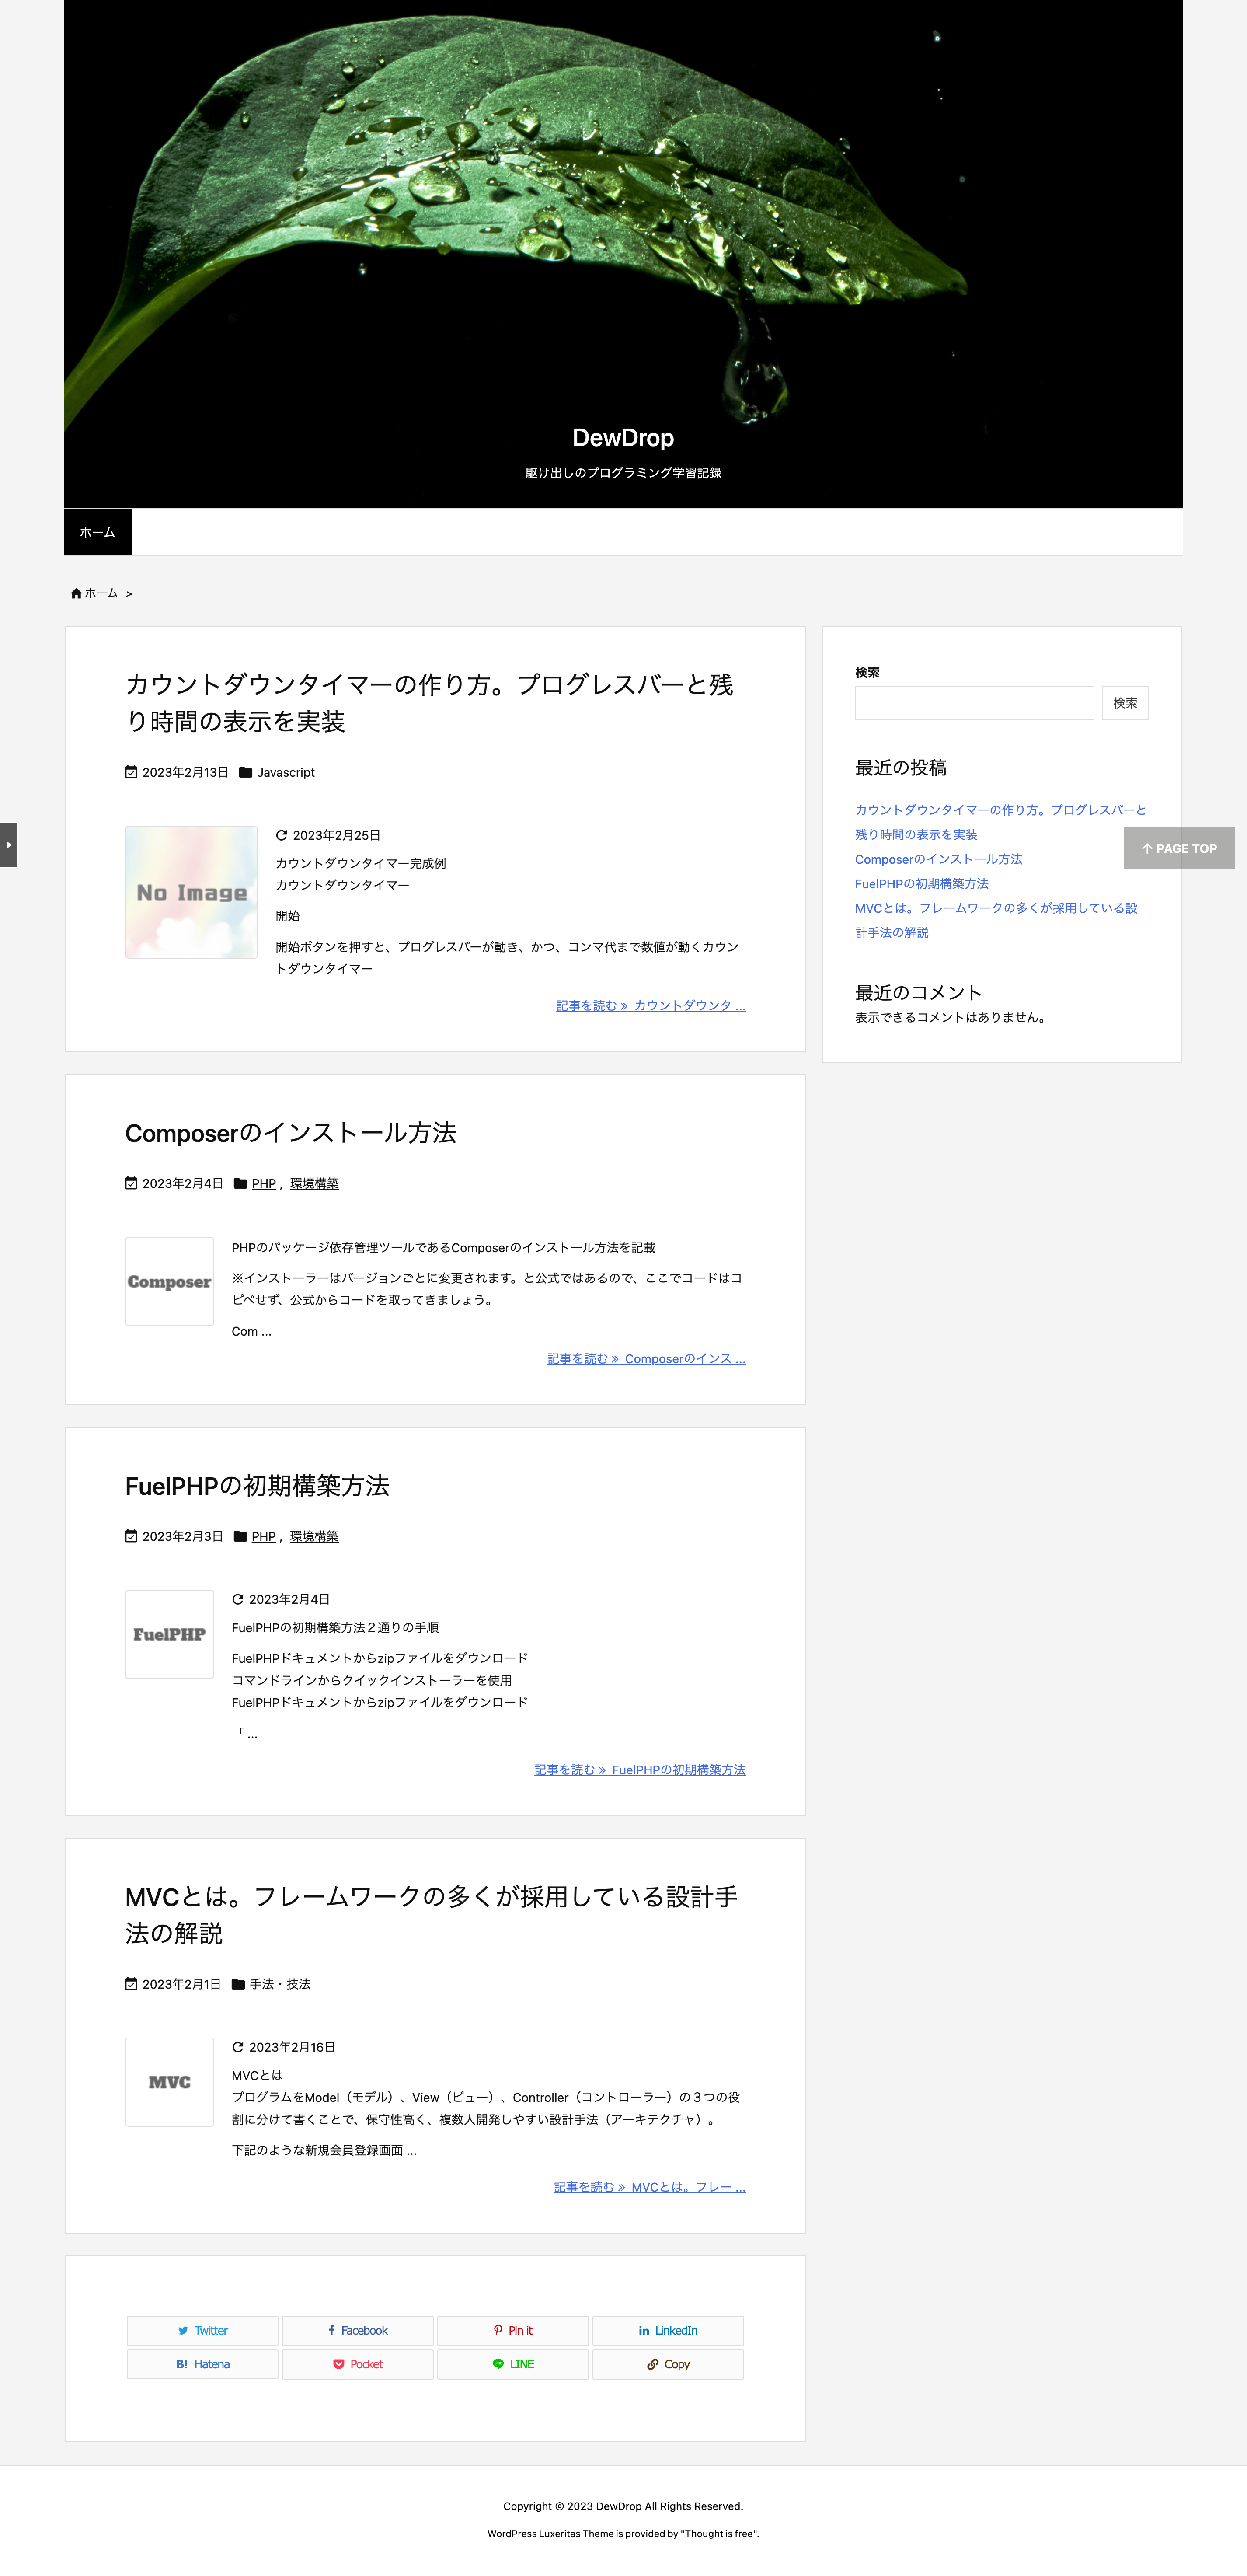 DewDrop
駆け出しのプログラミング学習記録
ホーム
ホーム >
カウントダウンタイマーの作り方。プログレスバーと残
り時間の表示を実装
2023年2月13日 Javascript
No Image
2023年2月25日
カウントダウンタイマー完成例
カウントダウンタイマー
開始
開始ボタンを押すと、プログレスバーが動き、かつ、コンマ代まで数値が動くカウン
トダウンタイマー
記事を読む » カウントダウンタ ...
Composerのインストール方法
2023年2月4日 PHP , 環境構築
Composer
PHPのパッケージ依存管理ツールであるComposerのインストール方法を記載
※インストーラーはバージョンごとに変更されます。と公式ではあるので、ここでコードはコ
ピペせず、公式からコードを取ってきましょう。
Com ...
記事を読む » Composerのインス ...
FuelPHPの初期構築方法
2023年2月3日 PHP , 環境構築
FuelPHP
2023年2月4日
FuelPHPの初期構築方法２通りの手順
FuelPHPドキュメントからzipファイルをダウンロード
コマンドラインからクイックインストーラーを使用
FuelPHPドキュメントからzipファイルをダウンロード
「 ...
記事を読む » FuelPHPの初期構築方法
MVCとは。フレームワークの多くが採用している設計手
法の解説
2023年2月1日 手法・技法
MVC
2023年2月16日
MVCとは
プログラムをModel（モデル）、View（ビュー）、Controller（コントローラー）の３つの役
割に分けて書くことで、保守性高く、複数人開発しやすい設計手法（アーキテクチャ）。
下記のような新規会員登録画面 ...
記事を読む » MVCとは。フレー ...
Twitter Facebook Pin it LinkedIn
B! Hatena Pocket LINE Copy
検索
検索
最近の投稿
カウントダウンタイマーの作り方。プログレスバーと
残り時間の表示を実装
Composerのインストール方法
FuelPHPの初期構築方法
MVCとは。フレームワークの多くが採用している設
計手法の解説
PAGE TOP
最近のコメント
表示できるコメントはありません。
Copyright © 2023 DewDrop All Rights Reserved.
WordPress Luxeritas Theme is provided by "Thought is free".